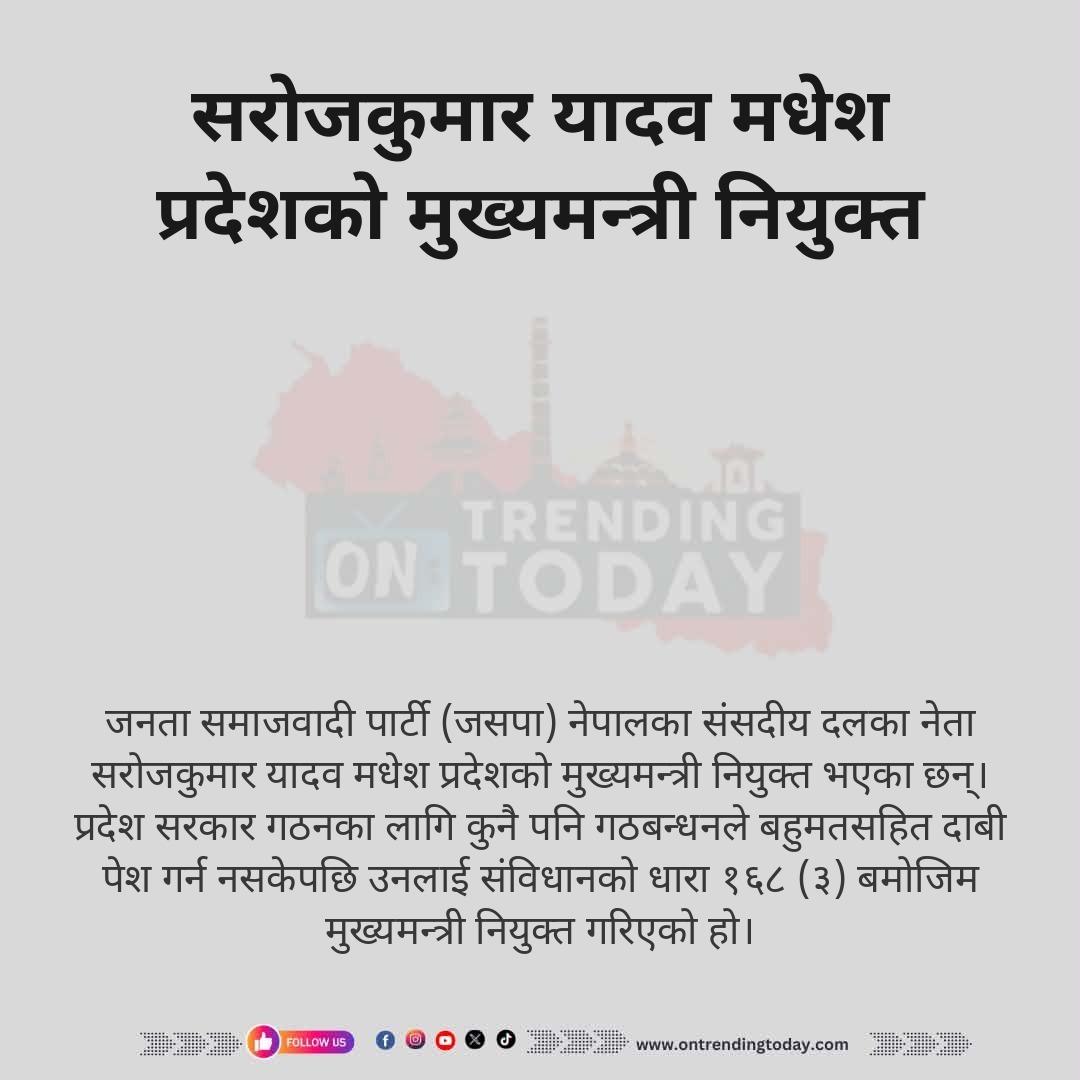 सरोजकुमार यादव मधेश
प्रदेशको मुख्यमन्त्री नियुक्त
TRENDING
ON TODAY
जनता समाजवादी पार्टी (जसपा) नेपालका संसदीय दलका नेता
सरोजकुमार यादव मधेश प्रदेशको मुख्यमन्त्री नियुक्त भएका छन्।
प्रदेश सरकार गठनका लागि कुनै पनि गठबन्धनले बहुमतसहित दाबी
पेश गर्न नसकेपछि उनलाई संविधानको धारा १६८ (३) बमोजिम
मुख्यमन्त्री नियुक्त गरिएको हो।
FOLLOW US www.ontrendingtoday.com